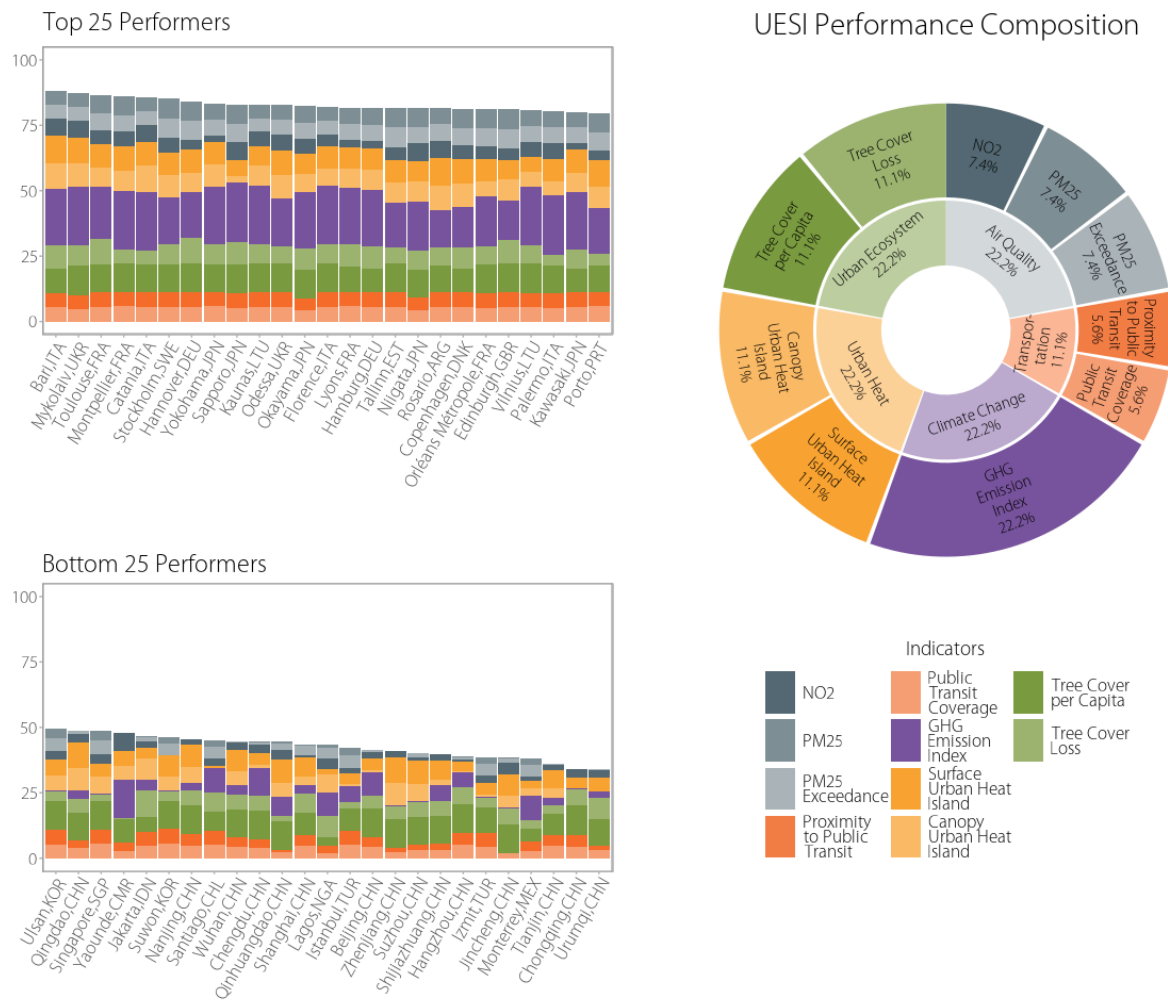 Top 25 Performers
100
75
50
25
0
Bari,ITA
Mykolaiv,UKR
Toulouse,FRA
Montpellier,FRA
Catania,ITA
Stockholm,SWE
Hannover,DEU
Yokohama,JPN
Sapporo,JPN
Kaunas,LTU
Odessa,UKR
Okayama,JPN
Florence,ITA
Lyons,FRA
Hamburg,DEU
Tallinn,EST
Niigata,JPN
Rosario,ARG
Copenhagen,DNK
Orléans Métropole,FRA
Edinburgh,GBR
Vilnius,LTU
Palermo,ITA
Kawasaki,JPN
Porto,PRT
UESI Performance Composition
NO2
7.4%
PM25
7.4%
PM25
Exceedance
7.4%
Proximity
to Public
Transit
5.6%
Public
Transit
Coverage
5.6%
GHG
Emission
Index
22.2%
Surface
Urban Heat
Island
11.1%
Canopy
Urban Heat
Island
11.1%
Tree Cover
per Capita
11.1%
Tree Cover
Loss
11.1%
Air Quality
22.2%
Transpor-
tation
11.1%
Climate Change
22.2%
Urban Heat
22.2%
Urban Ecosystem
22.2%
Bottom 25 Performers
100
75
50
25
0
Ulsan,KOR
Qingdao,CHN
Singapore,SGP
Yaounde,CMR
Jakarta,IDN
Suwon,KOR
Nanjing,CHN
Santiago,CHL
Wuhan,CHN
Chengdu,CHN
Qinhuangdao,CHN
Shanghai,CHN
Lagos,NGA
Istanbul,TUR
Beijing,CHN
Zhenjiang,CHN
Suzhou,CHN
Shijiazhuang,CHN
Hangzhou,CHN
Izmit,TUR
Jincheng,CHN
Monterrey,MEX
Tianjin,CHN
Chongqing,CHN
Urumqi,CHN
Indicators
NO2
PM25
PM25
Exceedance
Proximity
to Public
Transit
Public
Transit
Coverage
GHG
Emission
Index
Surface
Urban Heat
Island
Canopy
Urban Heat
Island
Tree Cover
per Capita
Tree Cover
Loss